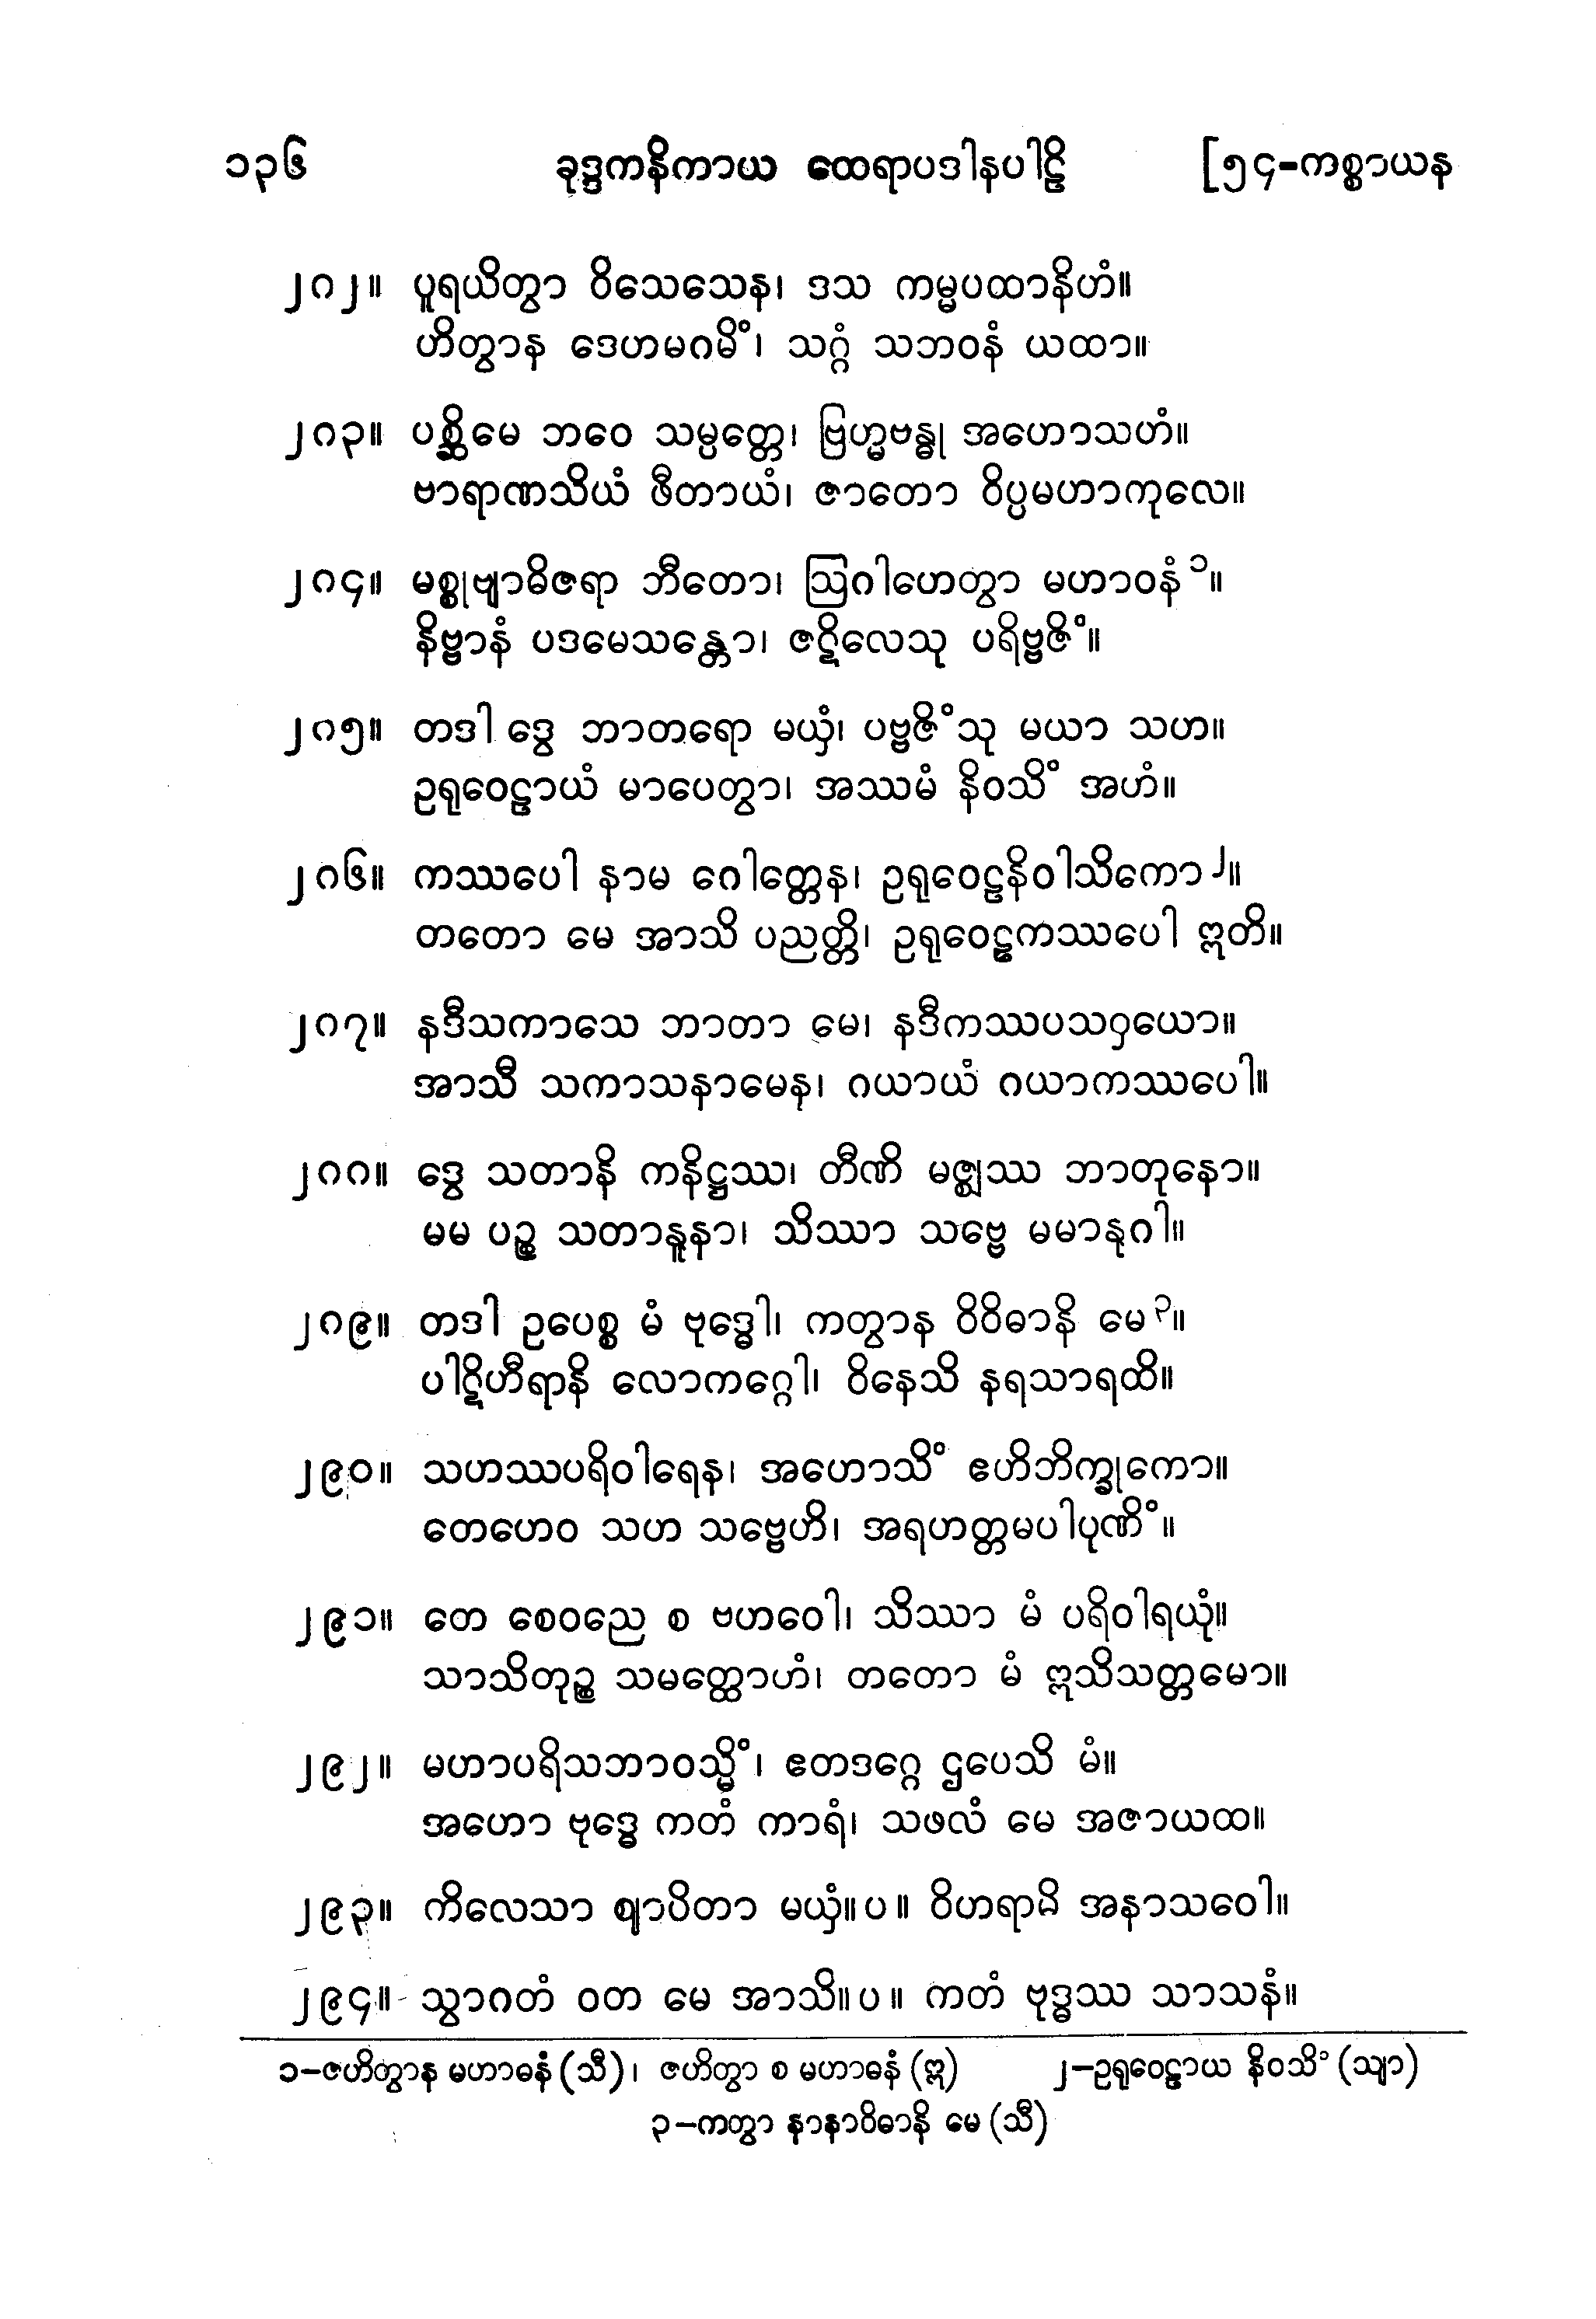 ၁၃၆ ခုဒ္ဒကနိကာယ ထေရာပဒါနပါဠိ [၅၄-ကစ္စာယန
၂၈၂။ ပူရယိတွာ ဝိသေသေန၊ ဒသ ကမ္မပထာနိဟံ။
ဟိတွာန ဒေဟမဂမိံ၊ သဂ္ဂံ သဘဝနံ ယထာ။
၂၈၃။ ပစ္ဆိမေ ဘဝေ သမ္ပတ္တေ၊ ဗြဟ္မဗန္ဓု အဟောသဟံ။
ဗာရာဏသိယံ ဖီတာယံ၊ ဇာတော ဝိပ္ပမဟာကုလေ။
၂၈၄။ မစ္စုဗျာဓိဇရာ ဘီတော၊ ဩဂါဟေတွာ မဟာဝနံ၁။
နိဗ္ဗာနံ ပဒမေသန္တော၊ ဇဋိလေသု ပရိဗ္ဗဇိံ။
၂၈၅။ တဒါ ဒွေ ဘာတရော မယှံ၊ ပဗ္ဗဇိံသု မယာ သဟ။
ဥရုဝေဠာယံ မာပေတွာ၊ အဿမံ နိဝသိံ အဟံ။
၂၈၆။ ကဿပေါ နာမ ဂေါတ္တေန၊ ဥရုဝေဠနိဝါသိကော၂။
တတော မေ အာသိ ပညတ္တိ၊ ဥရုဝေဠကဿပေါ ဣတိ။
၂၈၇။ နဒီသကာသေ ဘာတာ မေ၊ နဒီကဿပသဝှယော။
အာသီ သကာသနာမေန၊ ဂယာယံ ဂယာကဿပေါ။
၂၈၈။ ဒွေ သတာနိ ကနိဋ္ဌဿ၊ တီဏိ မဇ္ဈဿ ဘာတုနော။
မမ ပဉ္စ သတာနူနာ၊ သိဿာ သဗ္ဗေ မမာနုဂါ။
၂၈၉။ တဒါ ဥပေစ္စ မံ ဗုဒ္ဓေါ၊ ကတွာန ဝိဝိဓာနိ မေ၃။
ပါဋိဟီရာနိ လောကဂ္ဂေါ၊ ဝိနေသိ နရသာရထိ။
၂၉၀။ သဟဿပရိဝါရေန၊ အဟောသိံ ဧဟိဘိက္ခုကော။
တေဟေဝ သဟ သဗ္ဗေဟိ၊ အရဟတ္တမပါပုဏိံ။
၂၉၁။ တေ စေဝညေ စ ဗဟဝေါ၊ သိဿာ မံ ပရိဝါရယုံ။
သာသိတုဉ္စ သမတ္ထောဟံ၊ တတော မံ ဣသိသတ္တမော။
၂၉၂။ မဟာပရိသဘာဝသ္မိံ၊ ဧတဒဂ္ဂေ ဌပေသိ မံ။
အဟော ဗုဒ္ဓေ ကတံ ကာရံ၊ သဖလံ မေ အဇာယထ။
၂၉၃။ ကိလေသာ ဈာပိတာ မယှံ။ပ။ ဝိဟရာမိ အနာသဝေါ။
၂၉၄။ သွာဂတံ ဝတ မေ အာသိ။ပ။ ကတံ ဗုဒ္ဓဿ သာသနံ။
၁-ဇဟိတွာန မဟာဓနံ (သီ)၊ ဇဟိတွာ စ မဟာဓနံ (ဣ) ၂-ဥရုဝေဠာယ နိဝသိံ (သျာ)
၃-ကတွာ နာနာဝိဓာနိ မေ (သီ)